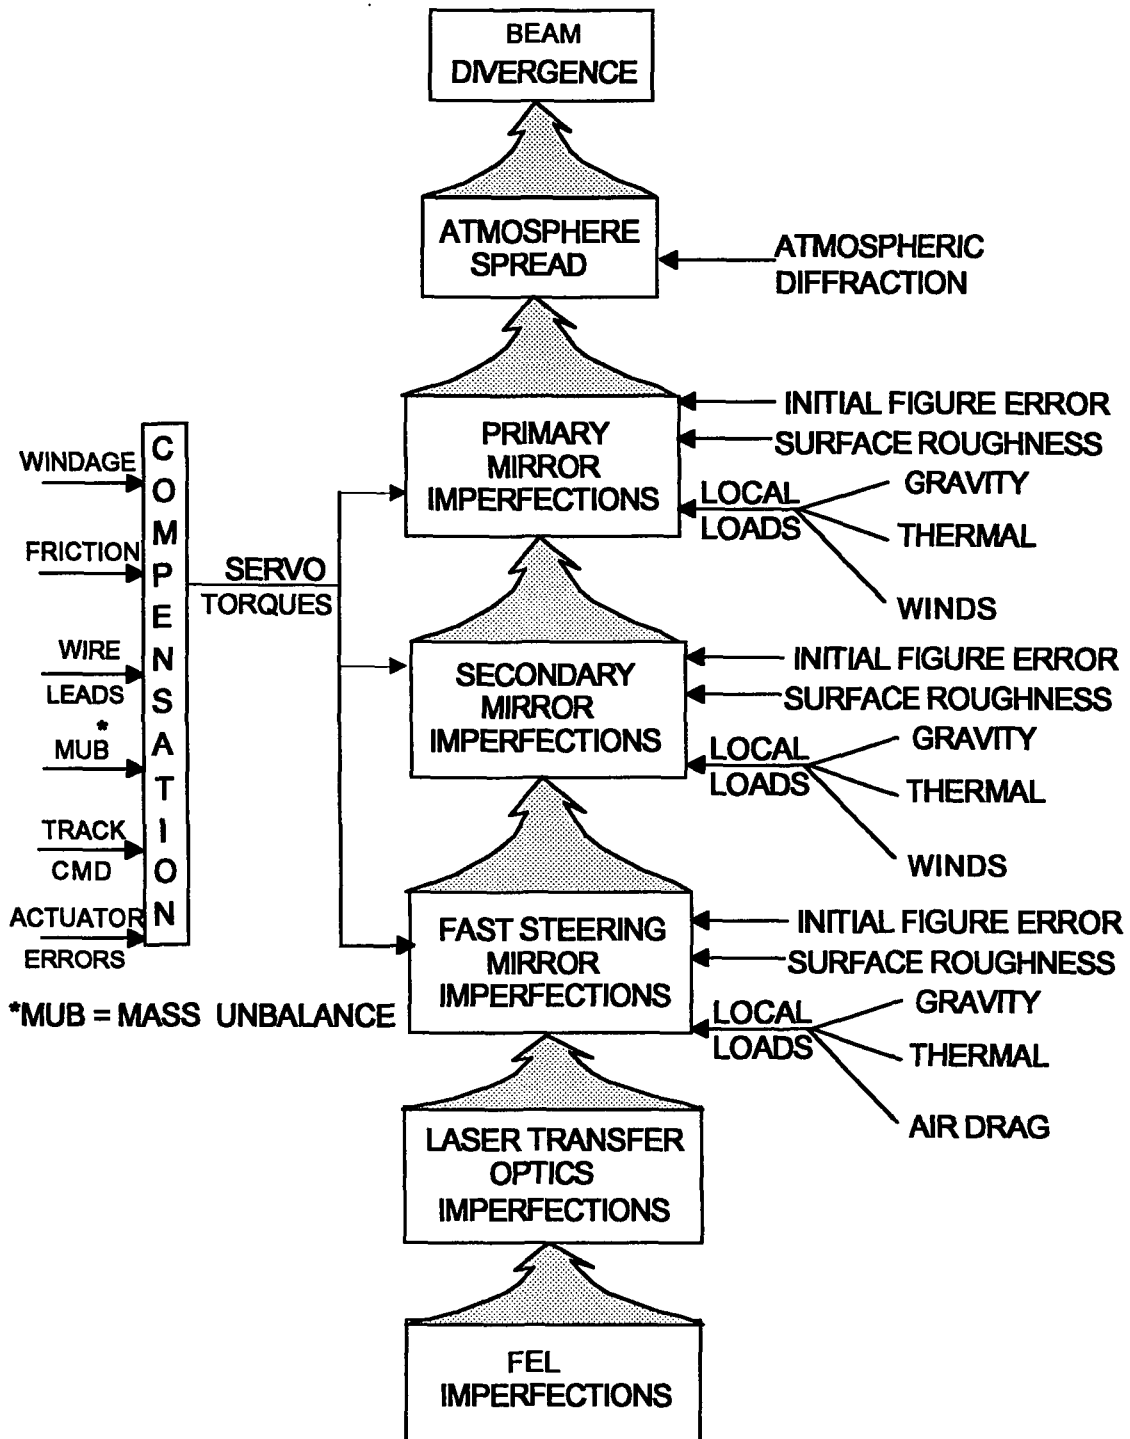 BEAM
DIVERGENCE
ATMOSPHERE
SPREAD
ATMOSPHERIC
DIFFRACTION
PRIMARY
MIRROR
IMPERFECTIONS
INITIAL FIGURE ERROR
SURFACE ROUGHNESS
LOCAL
LOADS
GRAVITY
THERMAL
WINDS
WINDAGE
FRICTION
WIRE
LEADS
*
MUB
TRACK
CMD
ACTUATOR
ERRORS
COMPENSATION
SERVO
TORQUES
SECONDARY
MIRROR
IMPERFECTIONS
INITIAL FIGURE ERROR
SURFACE ROUGHNESS
LOCAL
LOADS
GRAVITY
THERMAL
WINDS
FAST STEERING
MIRROR
IMPERFECTIONS
INITIAL FIGURE ERROR
SURFACE ROUGHNESS
LOCAL
LOADS
GRAVITY
THERMAL
AIR DRAG
*MUB = MASS UNBALANCE
LASER TRANSFER
OPTICS
IMPERFECTIONS
FEL
IMPERFECTIONS